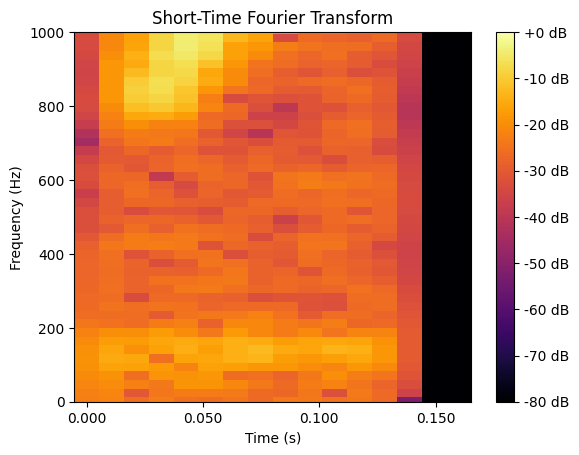 Short-Time Fourier Transform
1000
800
600
400
200
0
Frequency (Hz)
0.000
0.050
0.100
0.150
Time (s)
+0 dB
-10 dB
-20 dB
-30 dB
-40 dB
-50 dB
-60 dB
-70 dB
-80 dB